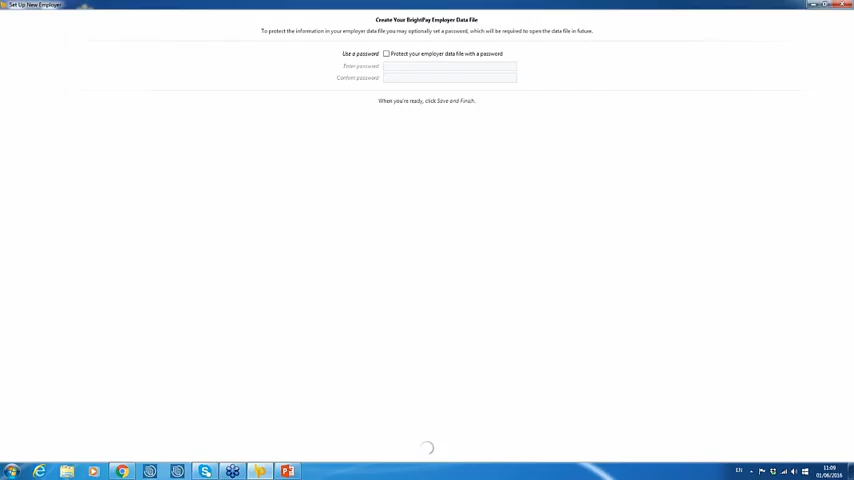 Set Up New Employer
Create Your BrightPay Employer Data File
To protect the information in your employer data file you may optionally set a password, which will be required to open the data file in future.
Use a password
Protect your employer data file with a password
Enter password
Confirm password
When you're ready, click Save and Finish.
EN
11:09
01/06/2016